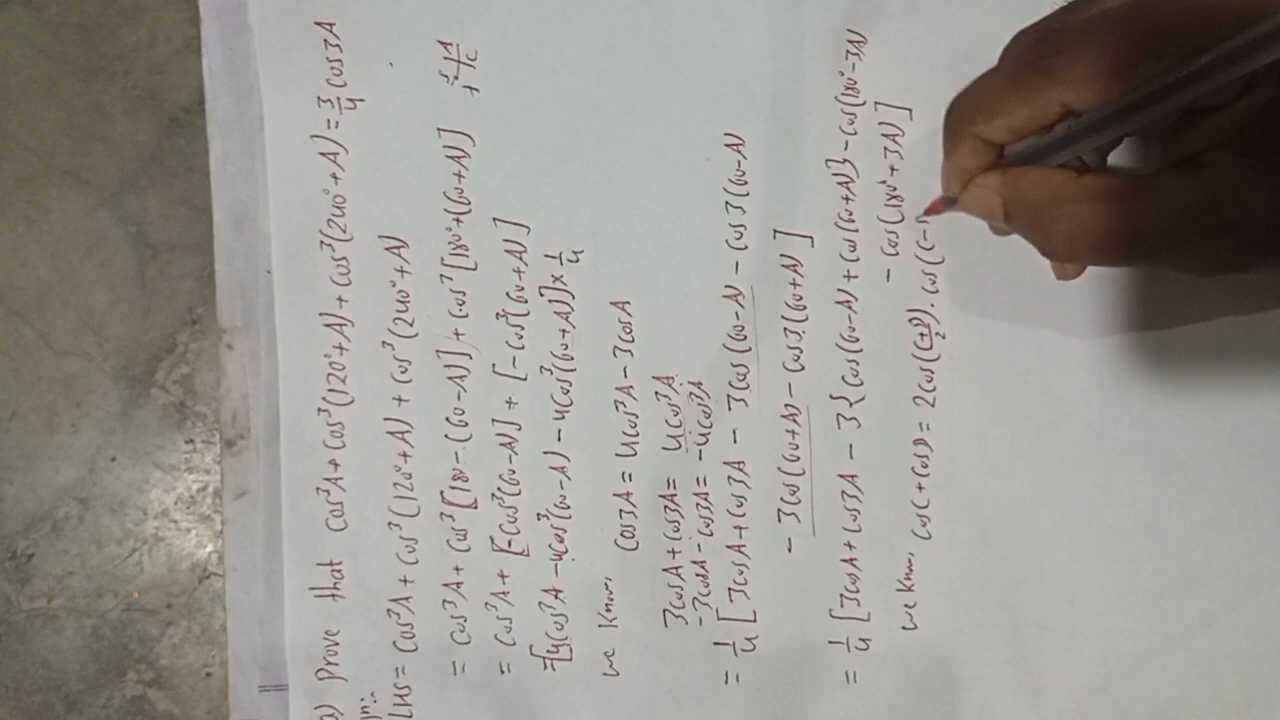 a) Prove that cos³A + cos³(120°+A) + cos³(240°+A) = 3/4 cos3A
LHS = cos³A + cos³(120°+A) + cos³(240°+A)
= cos³A + cos³[180-(60-A)] + cos³[180°+(60+A)]
= cos³A + [-cos³(60-A)] + [-cos³(60+A)]
=[4cos³A - 4cos³(60-A) - 4cos³(60+A)]×1/4
we know,
cos3A = 4cos³A - 3cosA
3cosA + cos3A = 4cos³A
-3cosA - cos3A = -4cos³A
= 1/4 [3cosA + cos3A - 3cos(60-A) - cos3(60-A)
- 3cos(60+A) - cos3(60+A)]
= 1/4 [3cosA + cos3A - 3{cos(60-A) + cos(60+A)} - cos(180°-3A)
- cos(180°+3A)]
we know, cosC + cosD = 2cos(C+D/2).cos(C-